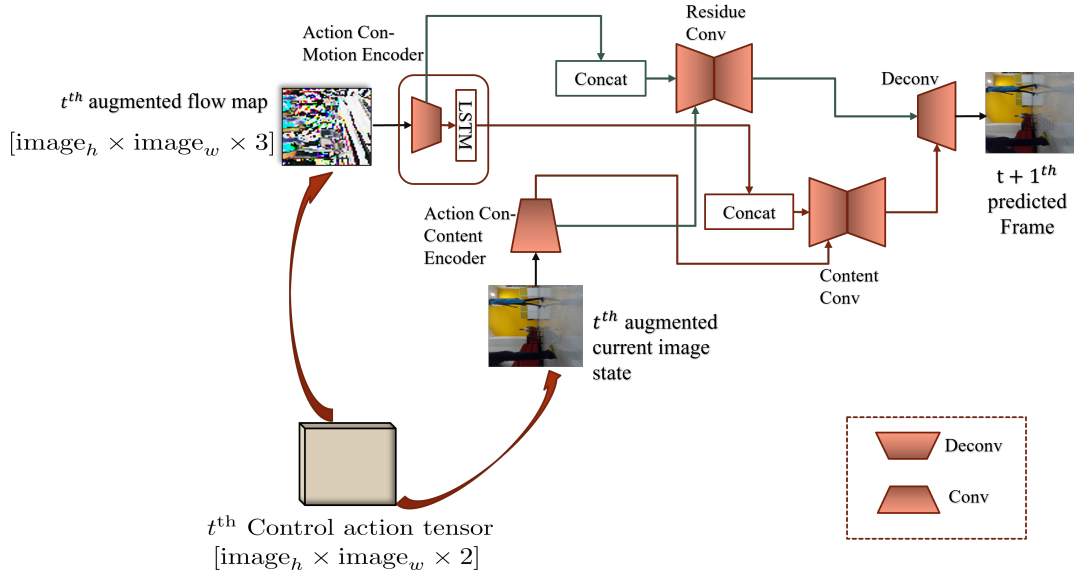 Action Con-
Motion Encoder
Residue
Conv
Concat
Deconv
LSTM
t^{th} augmented flow map
[image_h × image_w × 3]
Action Con-
Content
Encoder
Concat
Content
Conv
t + 1^{th}
predicted
Frame
t^{th} augmented
current image
state
t^{th} Control action tensor
[image_h × image_w × 2]
Deconv
Conv